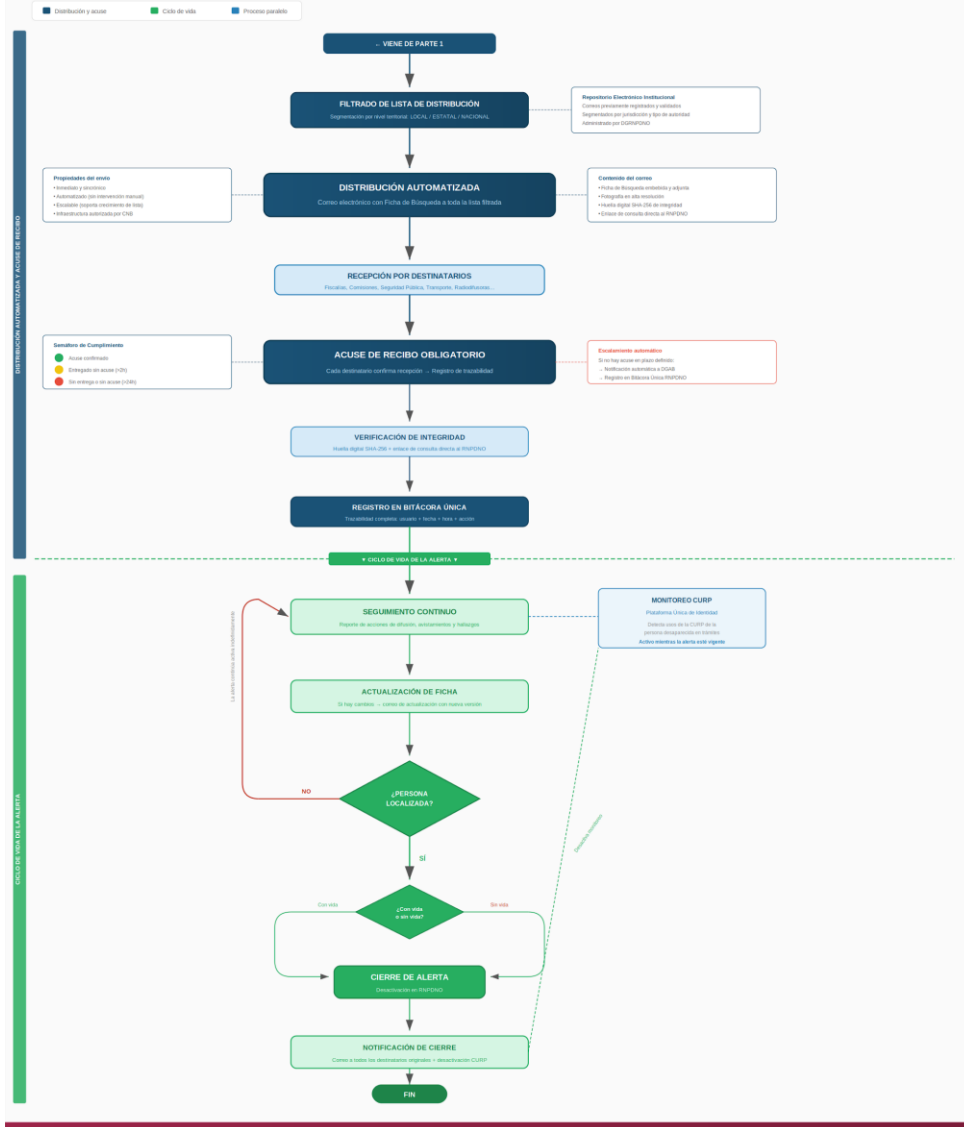 Distribución y acuse
Ciclo de vida
Proceso paralelo
← VIENE DE PARTE 1
FILTRADO DE LISTA DE DISTRIBUCIÓN
Segmentación por nivel territorial: LOCAL / ESTATAL / NACIONAL
Repositorio Electrónico Institucional
Correos previamente registrados y validados
Segmentados por jurisdicción y tipo de autoridad
Administrado por DGRNPDNO
Propiedades del envío
• Inmediato y sincrónico
• Automatizado (sin intervención manual)
• Escalable (soporta crecimiento de lista)
• Infraestructura autorizada por CNB
DISTRIBUCIÓN AUTOMATIZADA
Correo electrónico con Ficha de Búsqueda a toda la lista filtrada
Contenido del correo
• Ficha de Búsqueda embebida y adjunta
• Fotografía en alta resolución
• Huella digital SHA-256 de integridad
• Enlace de consulta directa al RNPDNO
RECEPCIÓN POR DESTINATARIOS
Fiscalías, Comisiones, Seguridad Pública, Transporte, Radiodifusoras...
Semáforo de Cumplimiento
Acuse confirmado
Entregado sin acuse (>2h)
Sin entrega o sin acuse (>24h)
ACUSE DE RECIBO OBLIGATORIO
Cada destinatario confirma recepción → Registro de trazabilidad
Escalamiento automático
Si no hay acuse en plazo definido:
→ Notificación automática a DGAB
→ Registro en Bitácora Única RNPDNO
VERIFICACIÓN DE INTEGRIDAD
Huella digital SHA-256 + enlace de consulta directa al RNPDNO
REGISTRO EN BITÁCORA ÚNICA
Trazabilidad completa: usuario + fecha + hora + acción
DISTRIBUCIÓN AUTOMATIZADA Y ACUSE DE RECIBO
▼ CICLO DE VIDA DE LA ALERTA ▼
SEGUIMIENTO CONTINUO
Reporte de acciones de difusión, avistamientos y hallazgos
MONITOREO CURP
Plataforma Única de Identidad
Detecta usos de la CURP de la
persona desaparecida en trámites
Activo mientras la alerta esté vigente
La alerta continúa activa indefinidamente
ACTUALIZACIÓN DE FICHA
Si hay cambios → correo de actualización con nueva versión
¿PERSONA
LOCALIZADA?
NO
SÍ
Desactiva monitoreo
¿Con vida
o sin vida?
Con vida
Sin vida
CIERRE DE ALERTA
Desactivación en RNPDNO
NOTIFICACIÓN DE CIERRE
Correo a todos los destinatarios originales + desactivación CURP
FIN
CICLO DE VIDA DE LA ALERTA